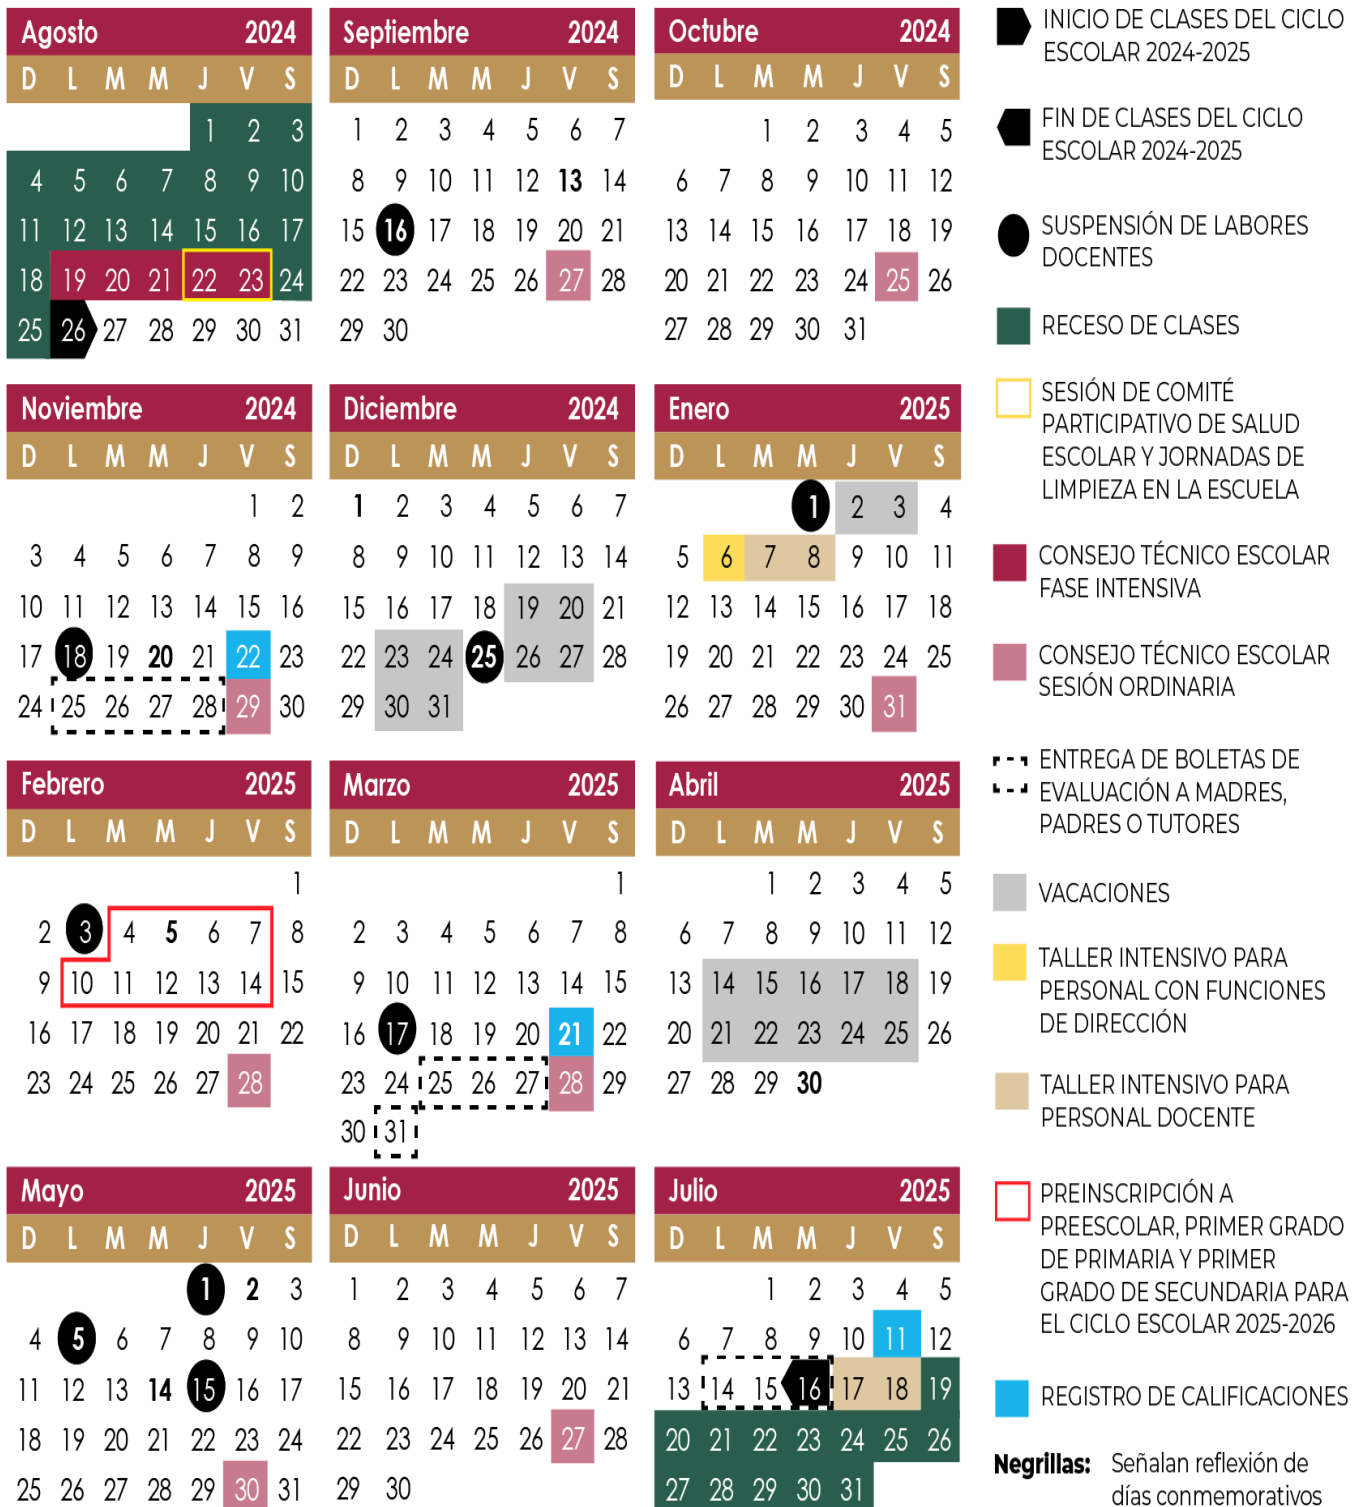 Agosto 2024
D L M M J V S
1 2 3
4 5 6 7 8 9 10
11 12 13 14 15 16 17
18 19 20 21 22 23 24
25 26 27 28 29 30 31
Septiembre 2024
D L M M J V S
1 2 3 4 5 6 7
8 9 10 11 12 13 14
15 16 17 18 19 20 21
22 23 24 25 26 27 28
29 30
Octubre 2024
D L M M J V S
1 2 3 4 5
6 7 8 9 10 11 12
13 14 15 16 17 18 19
20 21 22 23 24 25 26
27 28 29 30 31
Noviembre 2024
D L M M J V S
1 2
3 4 5 6 7 8 9
10 11 12 13 14 15 16
17 18 19 20 21 22 23
24 25 26 27 28 29 30
Diciembre 2024
D L M M J V S
1 2 3 4 5 6 7
8 9 10 11 12 13 14
15 16 17 18 19 20 21
22 23 24 25 26 27 28
29 30 31
Enero 2025
D L M M J V S
1 2 3 4
5 6 7 8 9 10 11
12 13 14 15 16 17 18
19 20 21 22 23 24 25
26 27 28 29 30 31
Febrero 2025
D L M M J V S
1
2 3 4 5 6 7 8
9 10 11 12 13 14 15
16 17 18 19 20 21 22
23 24 25 26 27 28
Marzo 2025
D L M M J V S
1
2 3 4 5 6 7 8
9 10 11 12 13 14 15
16 17 18 19 20 21 22
23 24 25 26 27 28 29
30 31
Abril 2025
D L M M J V S
1 2 3 4 5
6 7 8 9 10 11 12
13 14 15 16 17 18 19
20 21 22 23 24 25 26
27 28 29 30
Mayo 2025
D L M M J V S
1 2 3
4 5 6 7 8 9 10
11 12 13 14 15 16 17
18 19 20 21 22 23 24
25 26 27 28 29 30 31
Junio 2025
D L M M J V S
1 2 3 4 5 6 7
8 9 10 11 12 13 14
15 16 17 18 19 20 21
22 23 24 25 26 27 28
29 30
Julio 2025
D L M M J V S
1 2 3 4 5
6 7 8 9 10 11 12
13 14 15 16 17 18 19
20 21 22 23 24 25 26
27 28 29 30 31
INICIO DE CLASES DEL CICLO
ESCOLAR 2024-2025
FIN DE CLASES DEL CICLO
ESCOLAR 2024-2025
SUSPENSIÓN DE LABORES
DOCENTES
RECESO DE CLASES
SESIÓN DE COMITÉ
PARTICIPATIVO DE SALUD
ESCOLAR Y JORNADAS DE
LIMPIEZA EN LA ESCUELA
CONSEJO TÉCNICO ESCOLAR
FASE INTENSIVA
CONSEJO TÉCNICO ESCOLAR
SESIÓN ORDINARIA
ENTREGA DE BOLETAS DE
EVALUACIÓN A MADRES,
PADRES O TUTORES
VACACIONES
TALLER INTENSIVO PARA
PERSONAL CON FUNCIONES
DE DIRECCIÓN
TALLER INTENSIVO PARA
PERSONAL DOCENTE
PREINSCRIPCIÓN A
PREESCOLAR, PRIMER GRADO
DE PRIMARIA Y PRIMER
GRADO DE SECUNDARIA PARA
EL CICLO ESCOLAR 2025-2026
REGISTRO DE CALIFICACIONES
Negrillas: Señalan reflexión de
días conmemorativos